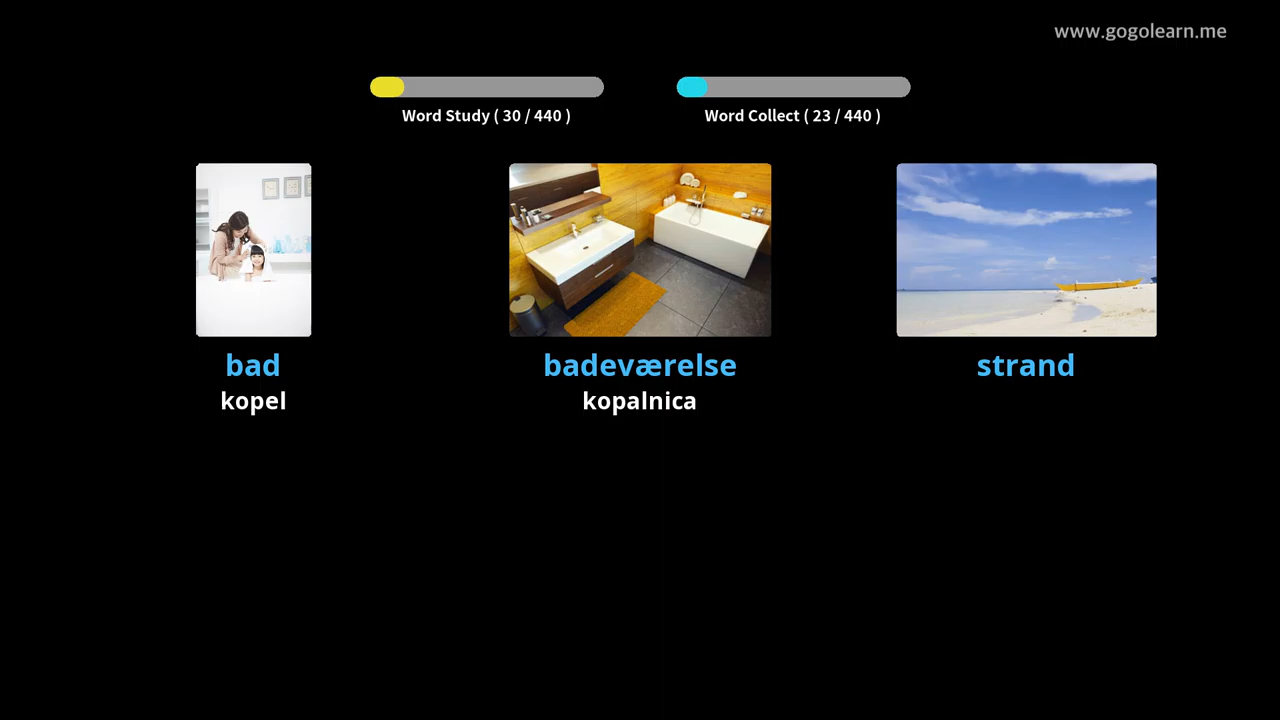 www.gogolearn.me
Word Study ( 30 / 440 )
Word Collect ( 23 / 440 )
bad
kopel
badeværelse
kopalnica
strand